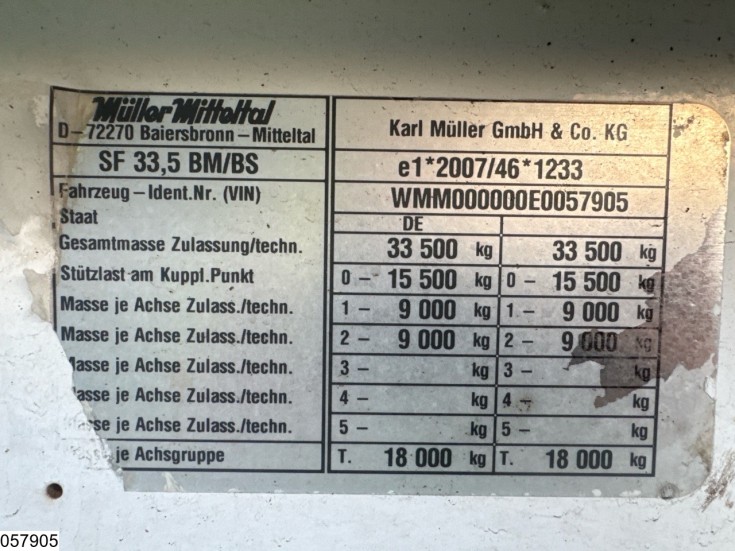 Müller Mitteltal
D-72270 Baiersbronn-Mitteltal
Karl Müller GmbH & Co. KG
SF 33,5 BM/BS
e1*2007/46*1233
Fahrzeug-Ident.Nr. (VIN)
WMM000000E0057905
Staat
DE
Gesamtmasse Zulassung/techn.
33 500 kg 33 500 kg
Stützlast am Kuppl.Punkt
0 - 15 500 kg 0 - 15 500 kg
Masse je Achse Zulass./techn.
1 - 9 000 kg 1 - 9 000 kg
Masse je Achse Zulass./techn.
2 - 9 000 kg 2 - 9 000 kg
Masse je Achse Zulass./techn.
3 - kg 3 - kg
je Achse Zulass./techn.
4 - kg 4 - kg
je Achse Zulass./techn.
5 - kg 5 - kg
je Achsgruppe
T. 18 000 kg T. 18 000 kg
057905